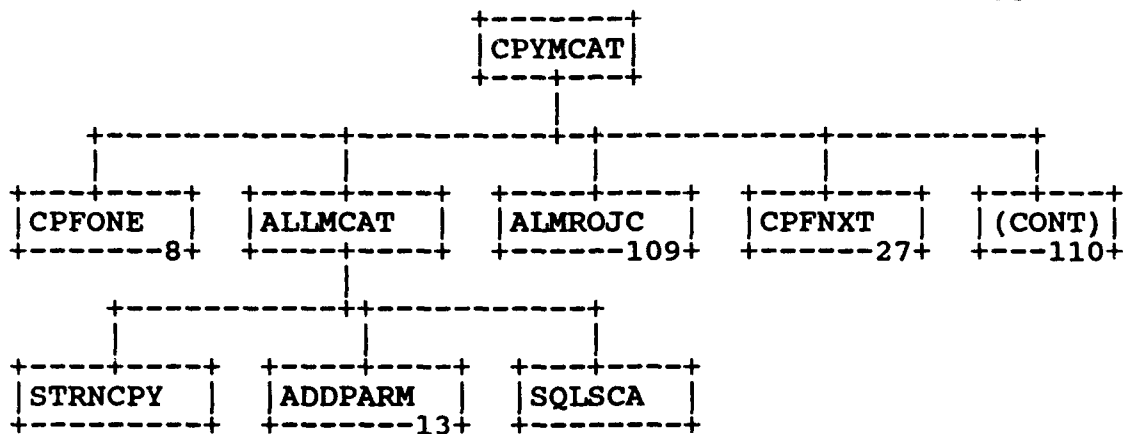 CPYMCAT
CPFONE ALLMCAT ALMROJC CPFNXT (CONT)
8 109 27 110
STRNCPY ADDPARM SQLSCA
13